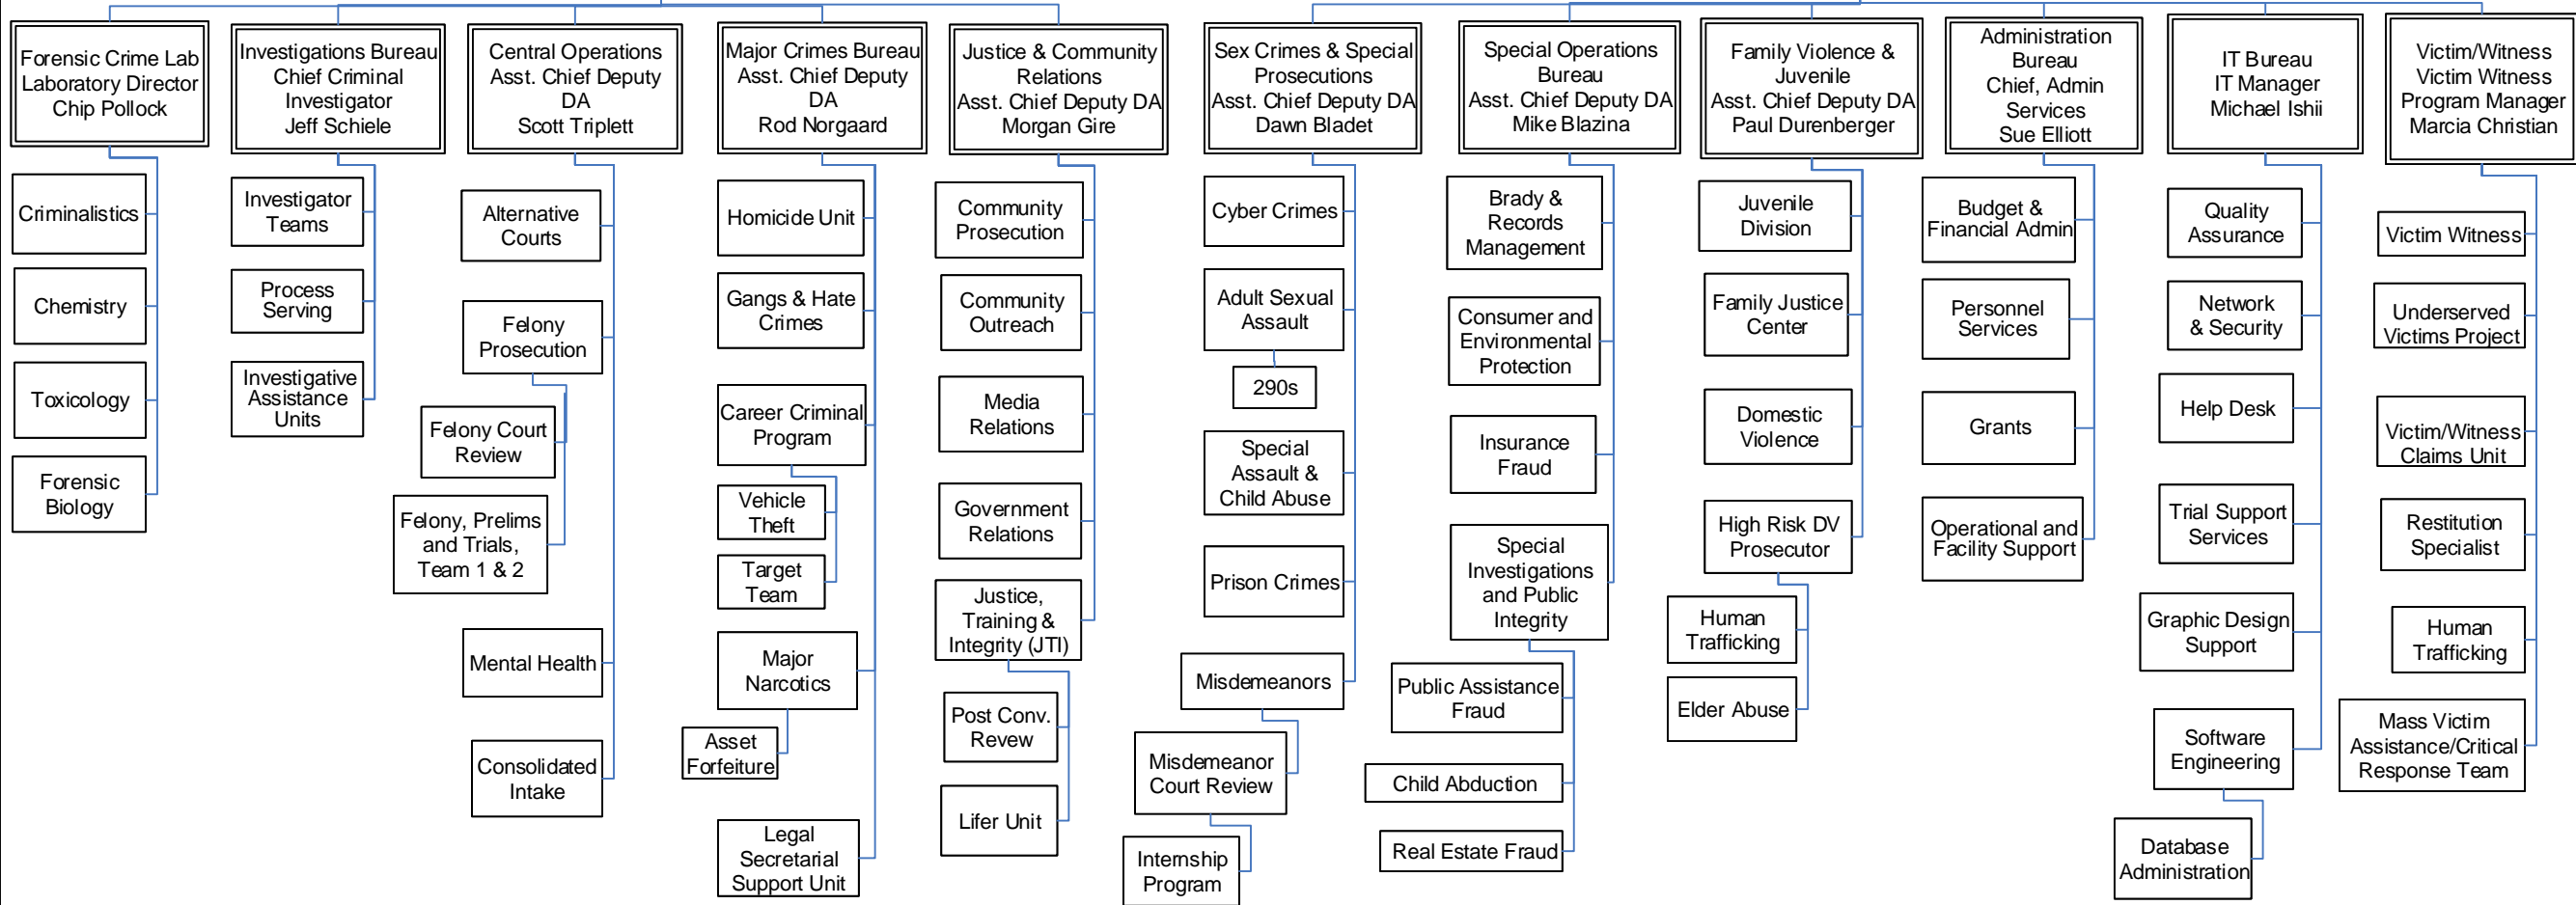 Forensic Crime Lab
Laboratory Director
Chip Pollock
Criminalistics
Chemistry
Toxicology
Forensic
Biology
Investigations Bureau
Chief Criminal
Investigator
Jeff Schiele
Investigator
Teams
Process
Serving
Investigative
Assistance
Units
Central Operations
Asst. Chief Deputy
DA
Scott Triplett
Alternative
Courts
Felony
Prosecution
Felony Court
Review
Felony, Prelims
and Trials,
Team 1 & 2
Mental Health
Consolidated
Intake
Major Crimes Bureau
Asst. Chief Deputy
DA
Rod Norgaard
Homicide Unit
Gangs & Hate
Crimes
Career Criminal
Program
Vehicle
Theft
Target
Team
Major
Narcotics
Asset
Forfeiture
Legal
Secretarial
Support Unit
Justice & Community
Relations
Asst. Chief Deputy DA
Morgan Gire
Community
Prosecution
Community
Outreach
Media
Relations
Government
Relations
Justice,
Training &
Integrity (JTI)
Post Conv.
Revew
Lifer Unit
Sex Crimes & Special
Prosecutions
Asst. Chief Deputy DA
Dawn Bladet
Cyber Crimes
Adult Sexual
Assault
290s
Special
Assault &
Child Abuse
Prison Crimes
Misdemeanors
Misdemeanor
Court Review
Internship
Program
Special Operations
Bureau
Asst. Chief Deputy DA
Mike Blazina
Brady &
Records
Management
Consumer and
Environmental
Protection
Insurance
Fraud
Special
Investigations
and Public
Integrity
Public Assistance
Fraud
Child Abduction
Real Estate Fraud
Family Violence &
Juvenile
Asst. Chief Deputy DA
Paul Durenberger
Juvenile
Division
Family Justice
Center
Domestic
Violence
High Risk DV
Prosecutor
Human
Trafficking
Elder Abuse
Administration
Bureau
Chief, Admin
Services
Sue Elliott
Budget &
Financial Admin
Personnel
Services
Grants
Operational and
Facility Support
IT Bureau
IT Manager
Michael Ishii
Quality
Assurance
Network
& Security
Help Desk
Trial Support
Services
Graphic Design
Support
Software
Engineering
Database
Administration
Victim/Witness
Victim Witness
Program Manager
Marcia Christian
Victim Witness
Underserved
Victims Project
Victim/Witness
Claims Unit
Restitution
Specialist
Human
Trafficking
Mass Victim
Assistance/Critical
Response Team